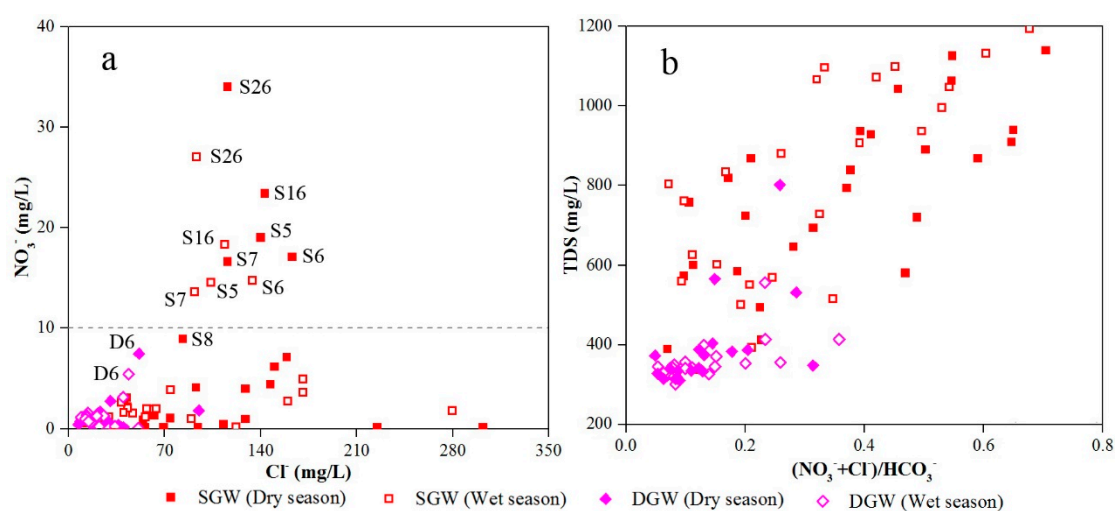 a
40
30
20
10
0
NO₃⁻ (mg/L)
S26
S26
S16
S16
S5
S7
S6
S7
S5
S6
S8
D6
D6
0
70
140
210
280
350
Cl⁻ (mg/L)
b
1200
1000
800
600
400
200
TDS (mg/L)
0.0
0.2
0.4
0.6
0.8
(NO₃⁻+Cl⁻)/HCO₃⁻
SGW (Dry season)
SGW (Wet season)
DGW (Dry season)
DGW (Wet season)